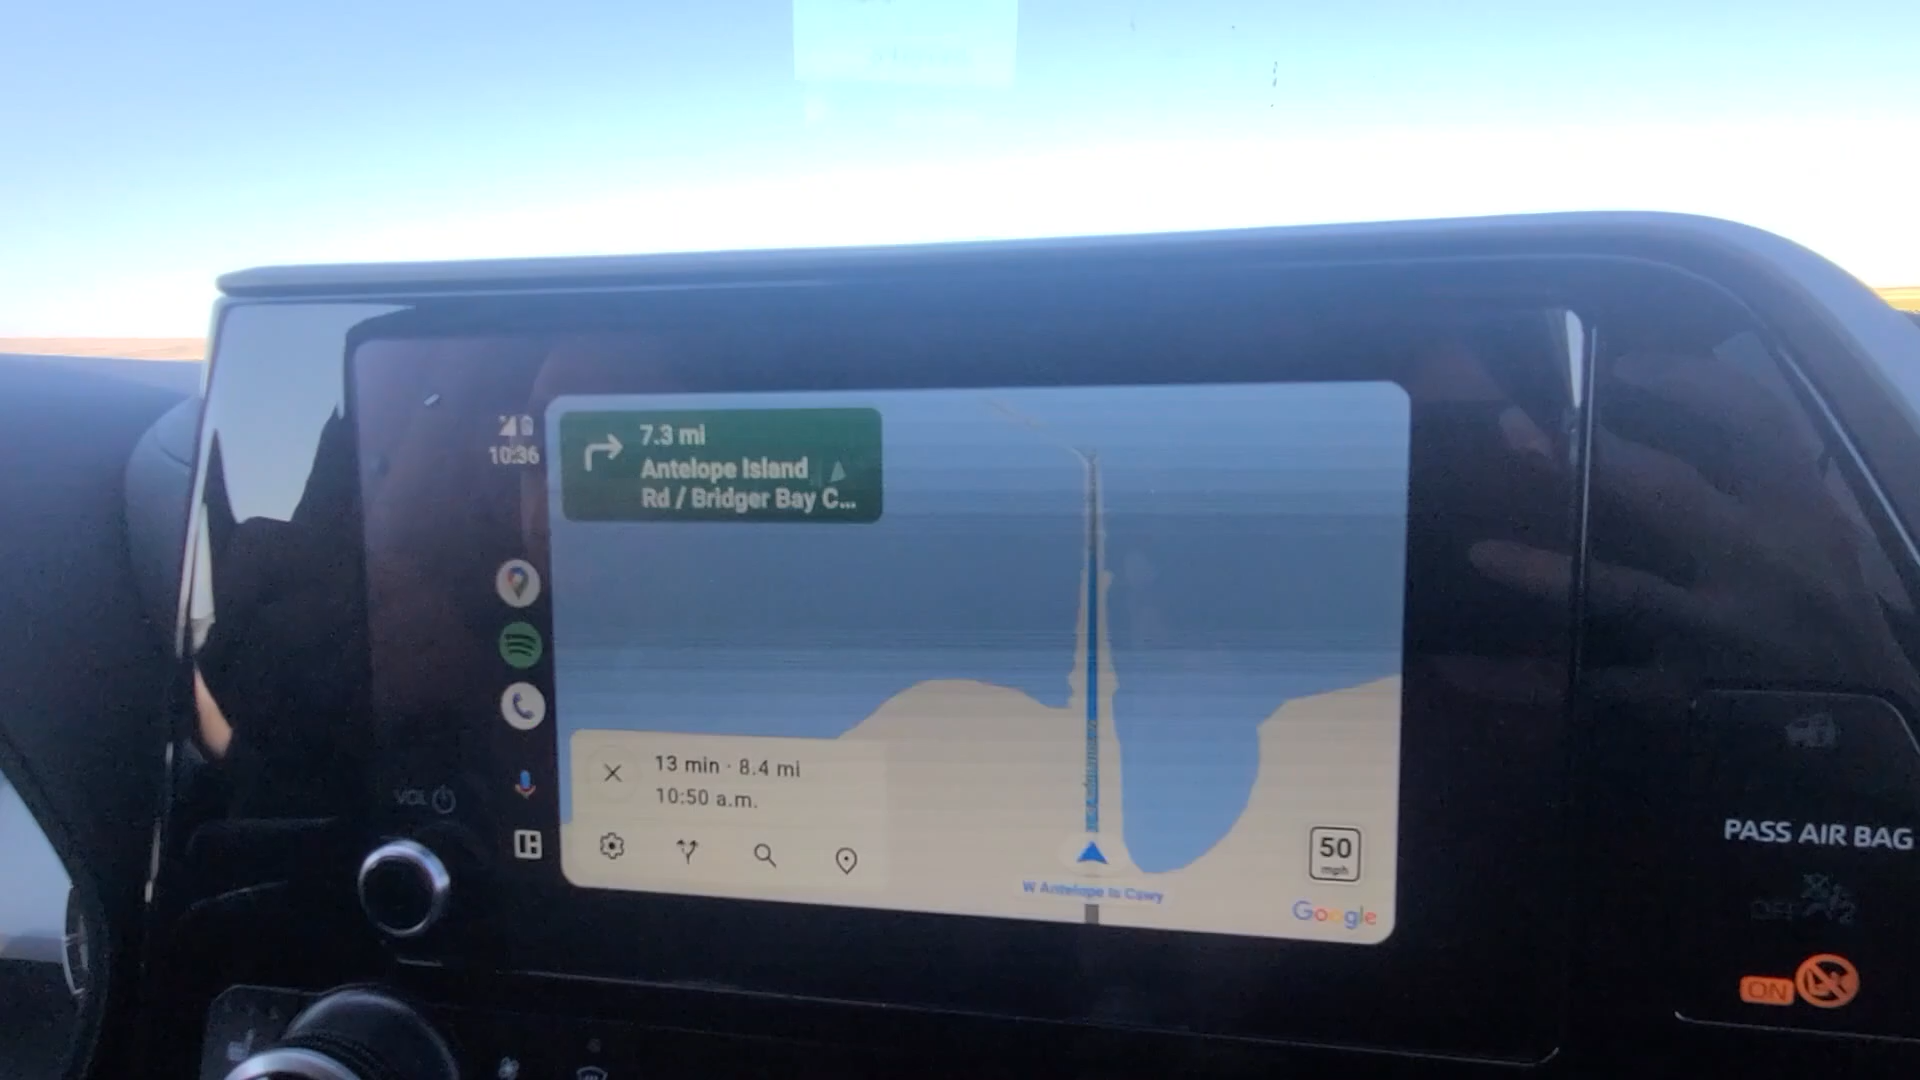 10:36
7.3 mi
Antelope Island
Rd / Bridger Bay C...
13 min · 8.4 mi
10:50 a.m.
W Antelope Is Cswy
50
mph
Google
VOL
PASS AIR BAG
OFF
ON